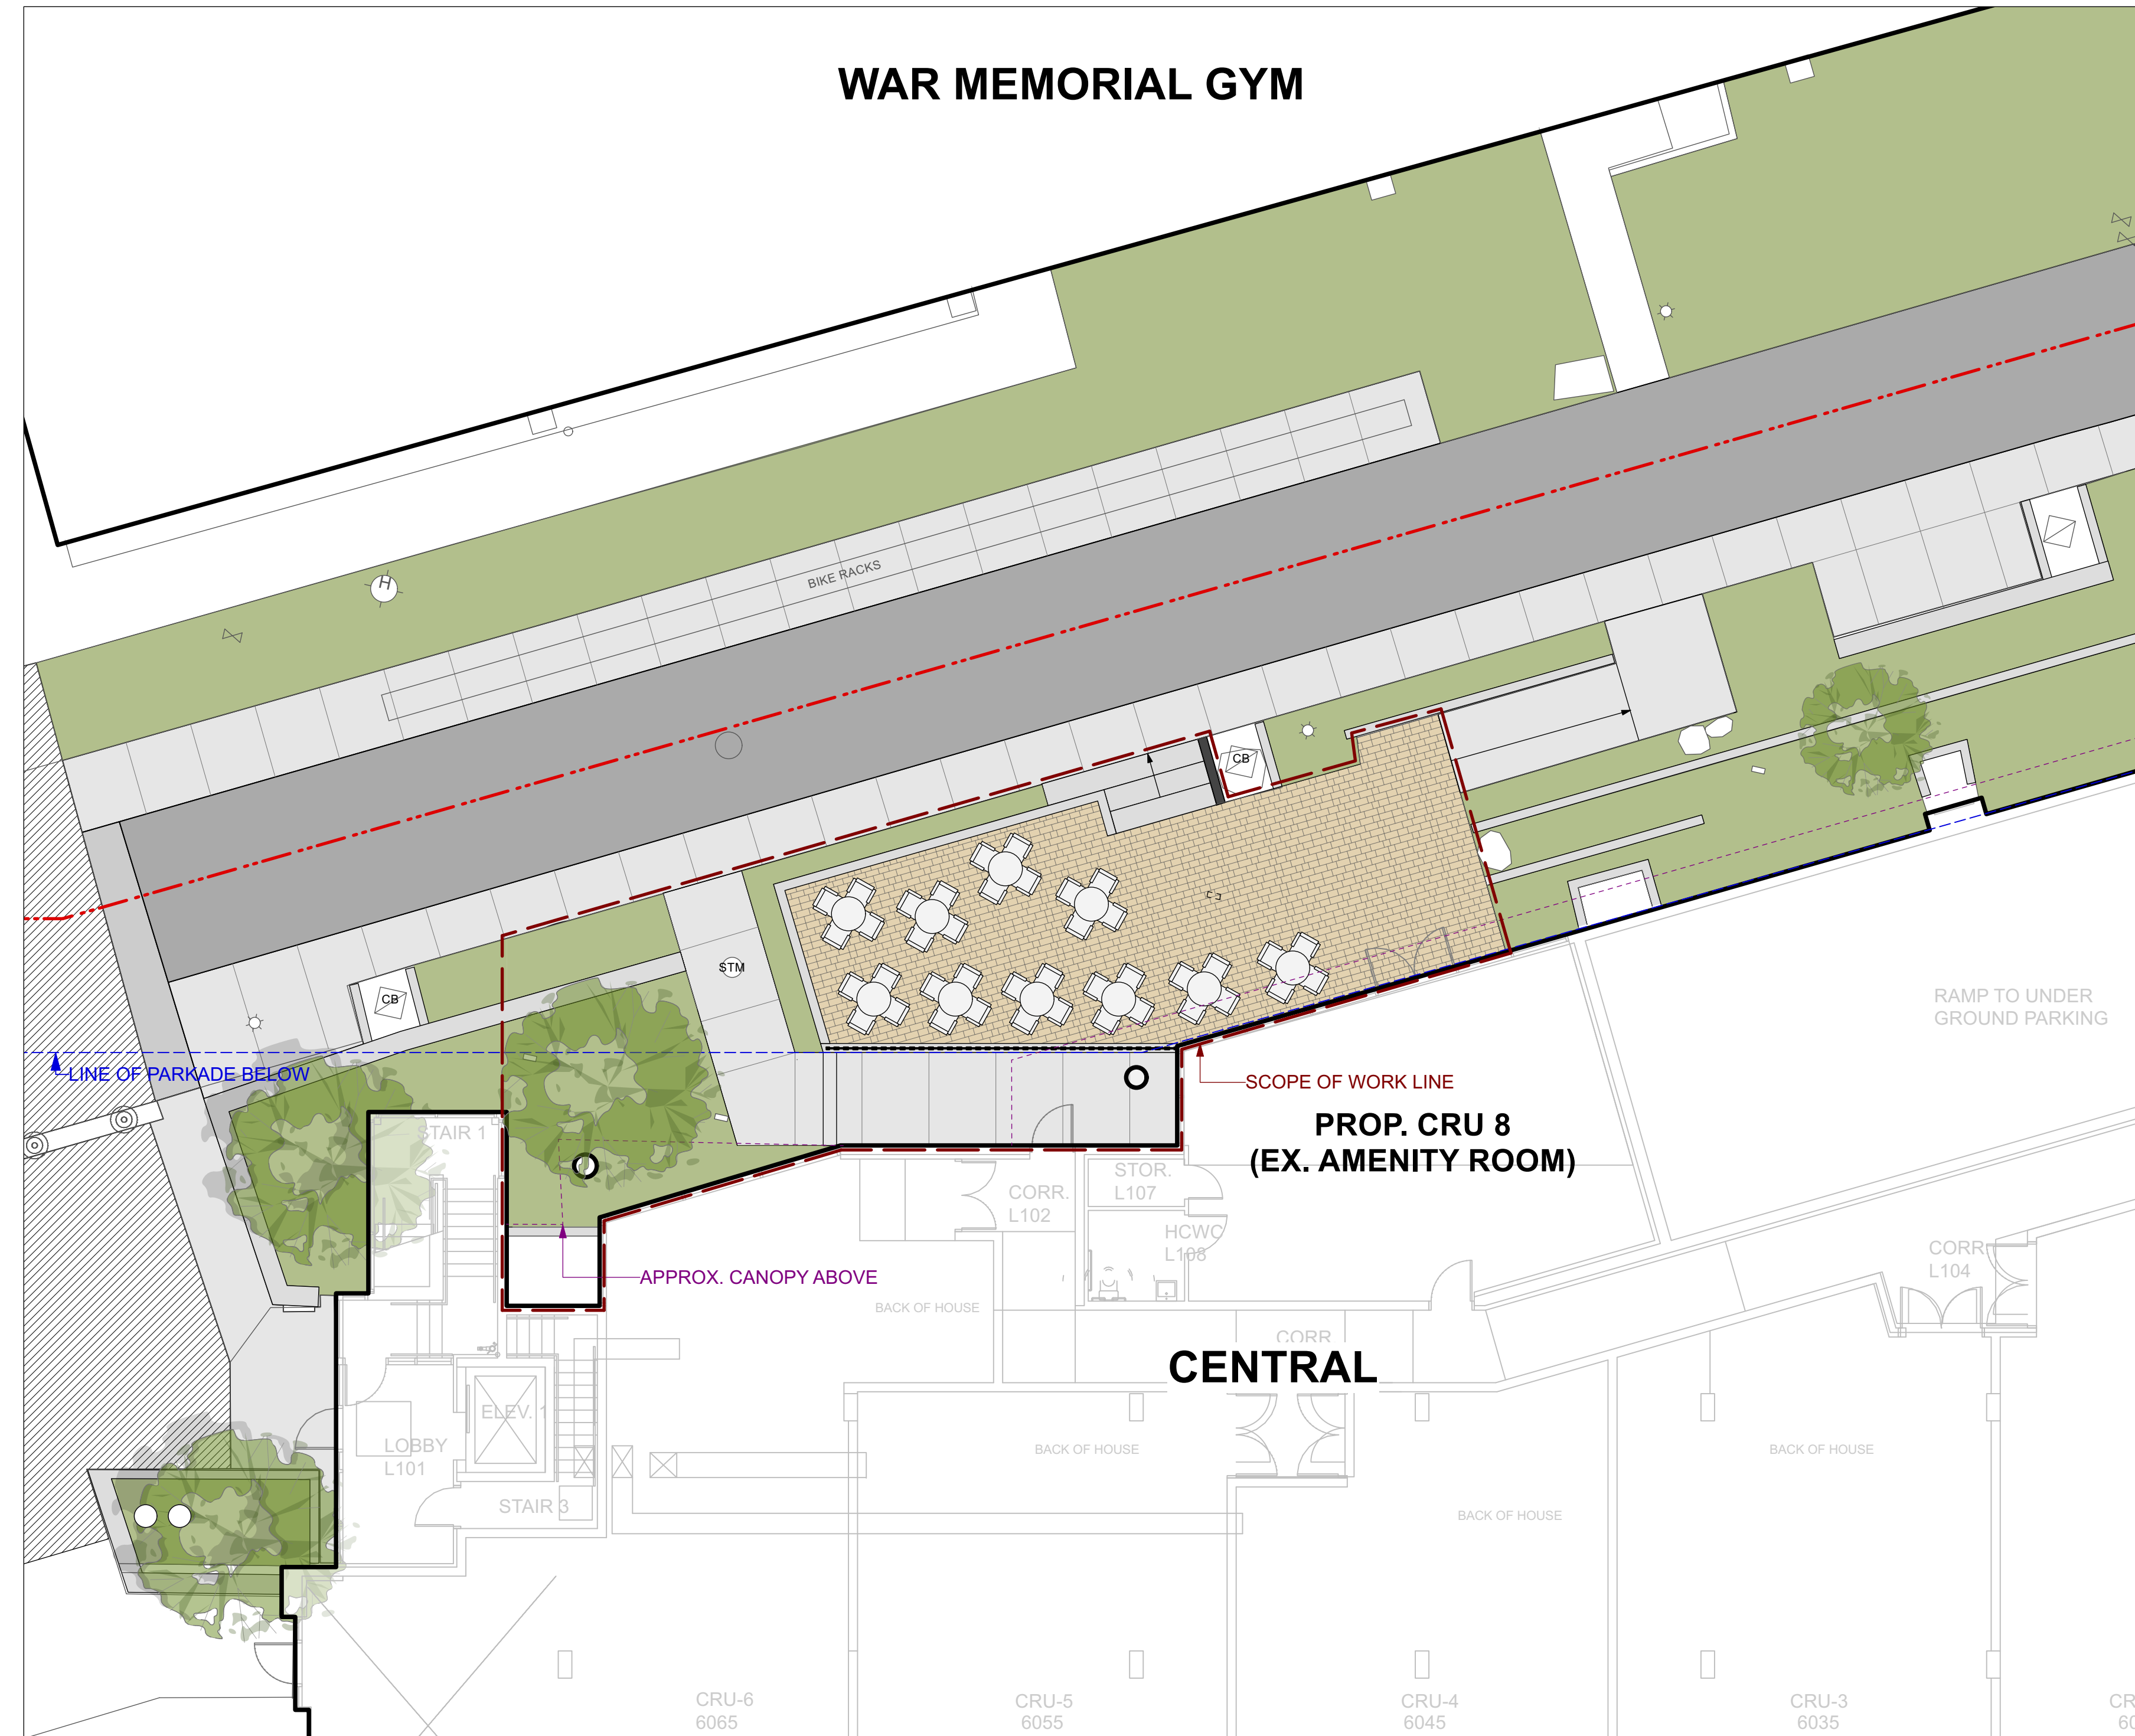 WAR MEMORIAL GYM
H
BIKE RACKS
CB
STM
CB
RAMP TO UNDER
GROUND PARKING
LINE OF PARKADE BELOW
SCOPE OF WORK LINE
PROP. CRU 8
(EX. AMENITY ROOM)
STAIR 1
STOR.
L107
CORR.
L102
HCWC
L108
CORR.
L104
APPROX. CANOPY ABOVE
BACK OF HOUSE
CORR.
CENTRAL
ELEV. 1
LOBBY
L101
BACK OF HOUSE
BACK OF HOUSE
STAIR 3
BACK OF HOUSE
CRU-6
6065
CRU-5
6055
CRU-4
6045
CRU-3
6035